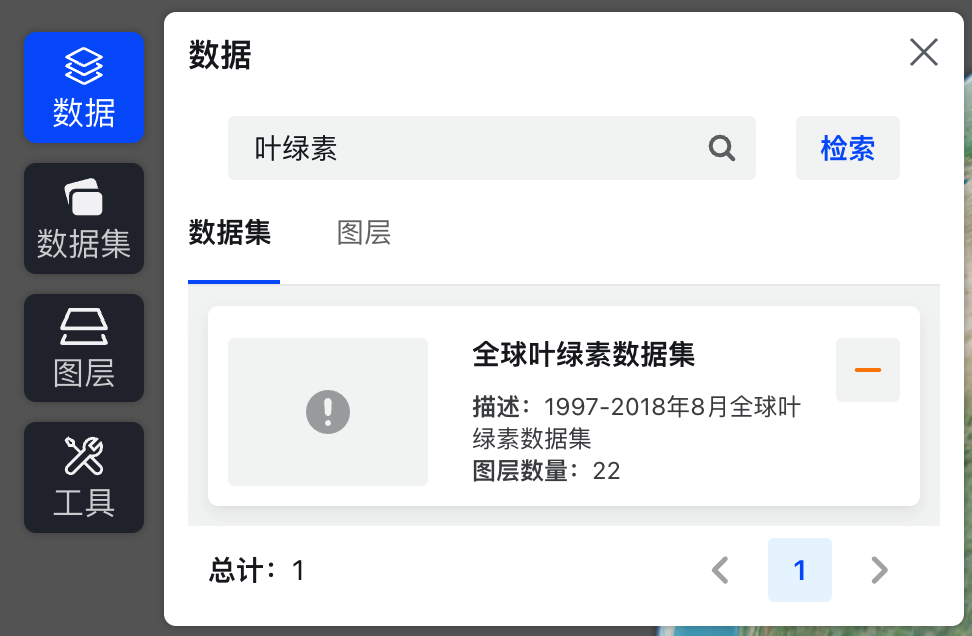 数据
数据集
图层
工具
数据
叶绿素
检索
数据集 图层
全球叶绿素数据集
描述：1997-2018年8月全球叶
绿素数据集
图层数量：22
总计：1
1